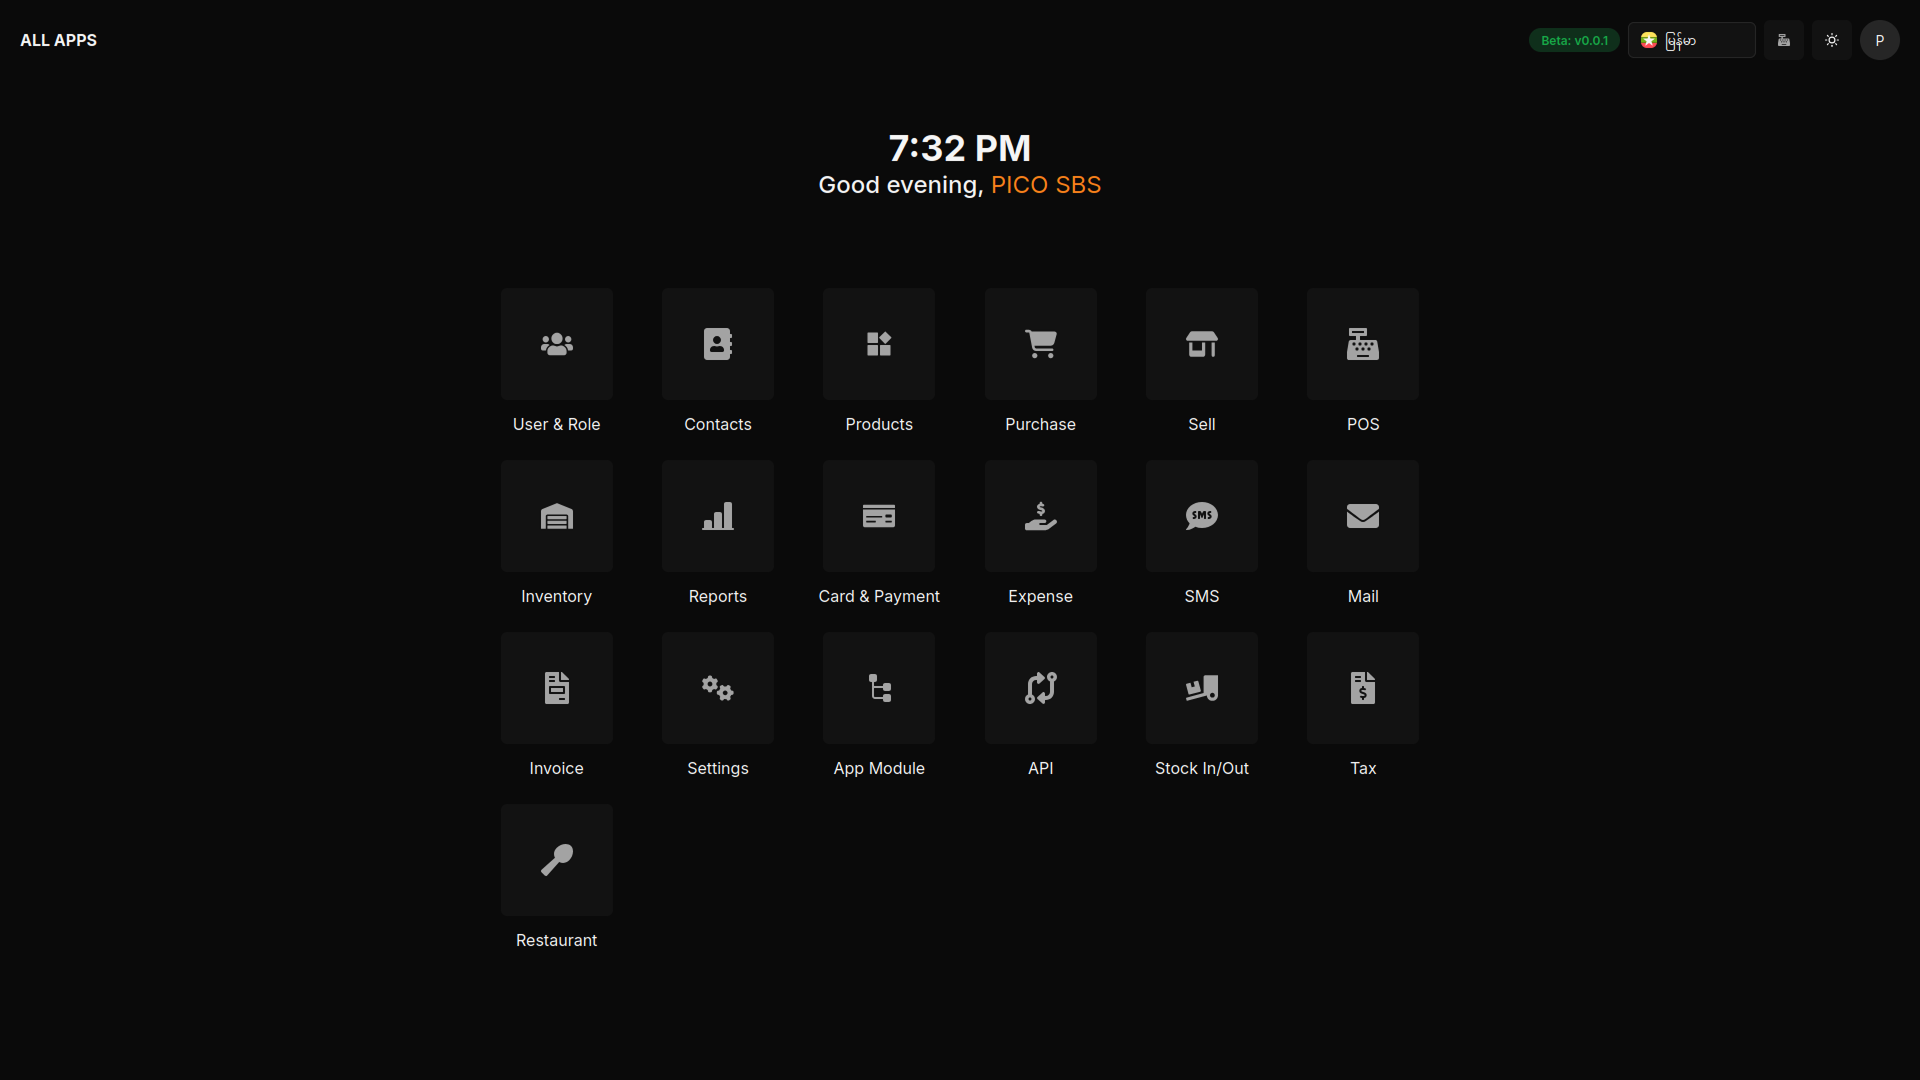 ALL APPS
Beta: v0.0.1
မြန်မာ
P
7:32 PM
Good evening, PICO SBS
User & Role
Contacts
Products
Purchase
Sell
POS
Inventory
Reports
Card & Payment
Expense
SMS
SMS
Mail
Invoice
Settings
App Module
API
Stock In/Out
Tax
Restaurant